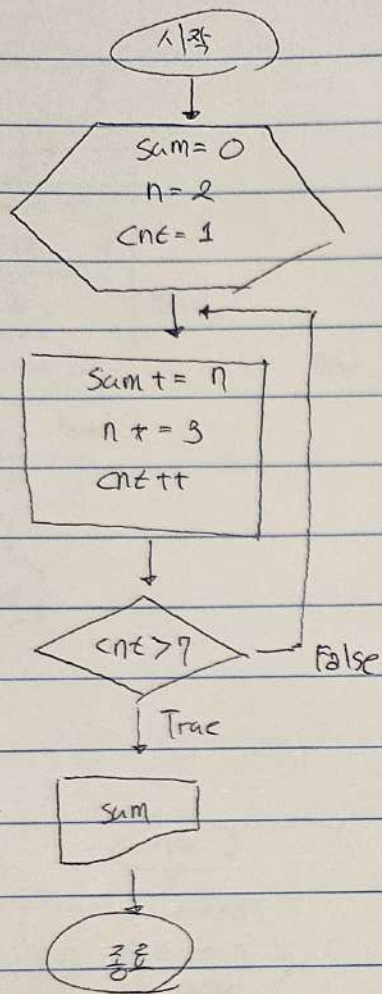 시작
sum = 0
n = 2
cnt = 1
sum += n
n += 3
cnt ++
cnt > 7
False
True
sum
종료